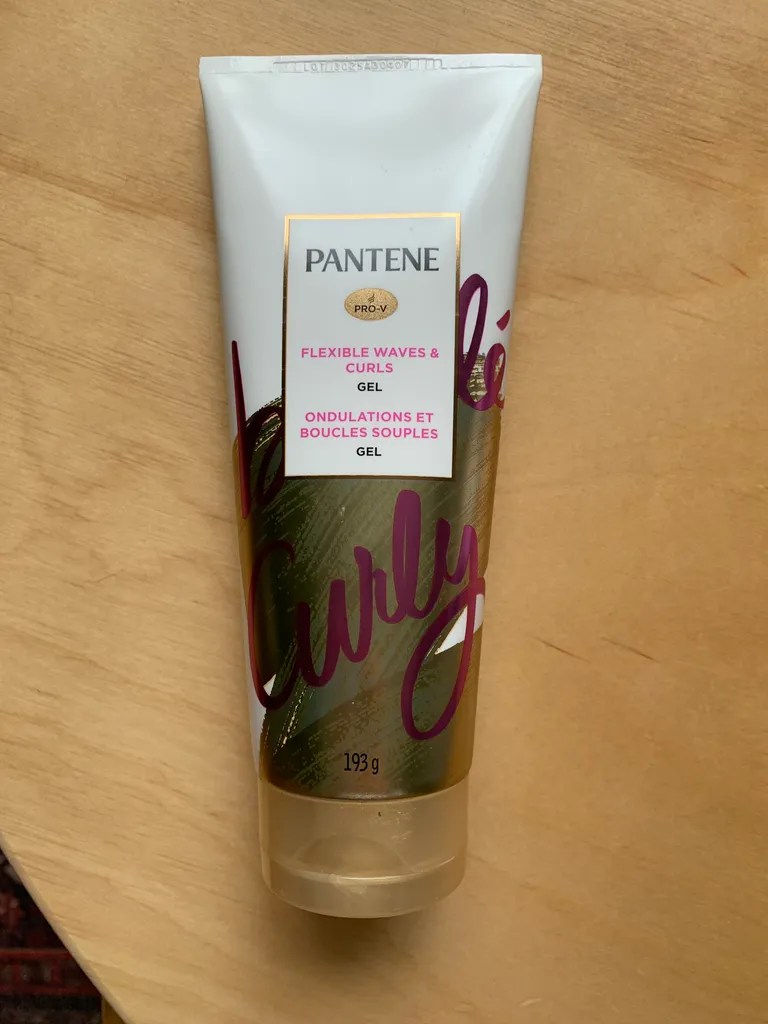 PANTENE
PRO-V
FLEXIBLE WAVES &
CURLS
GEL
ONDULATIONS ET
BOUCLES SOUPLES
GEL
Curly
193 g